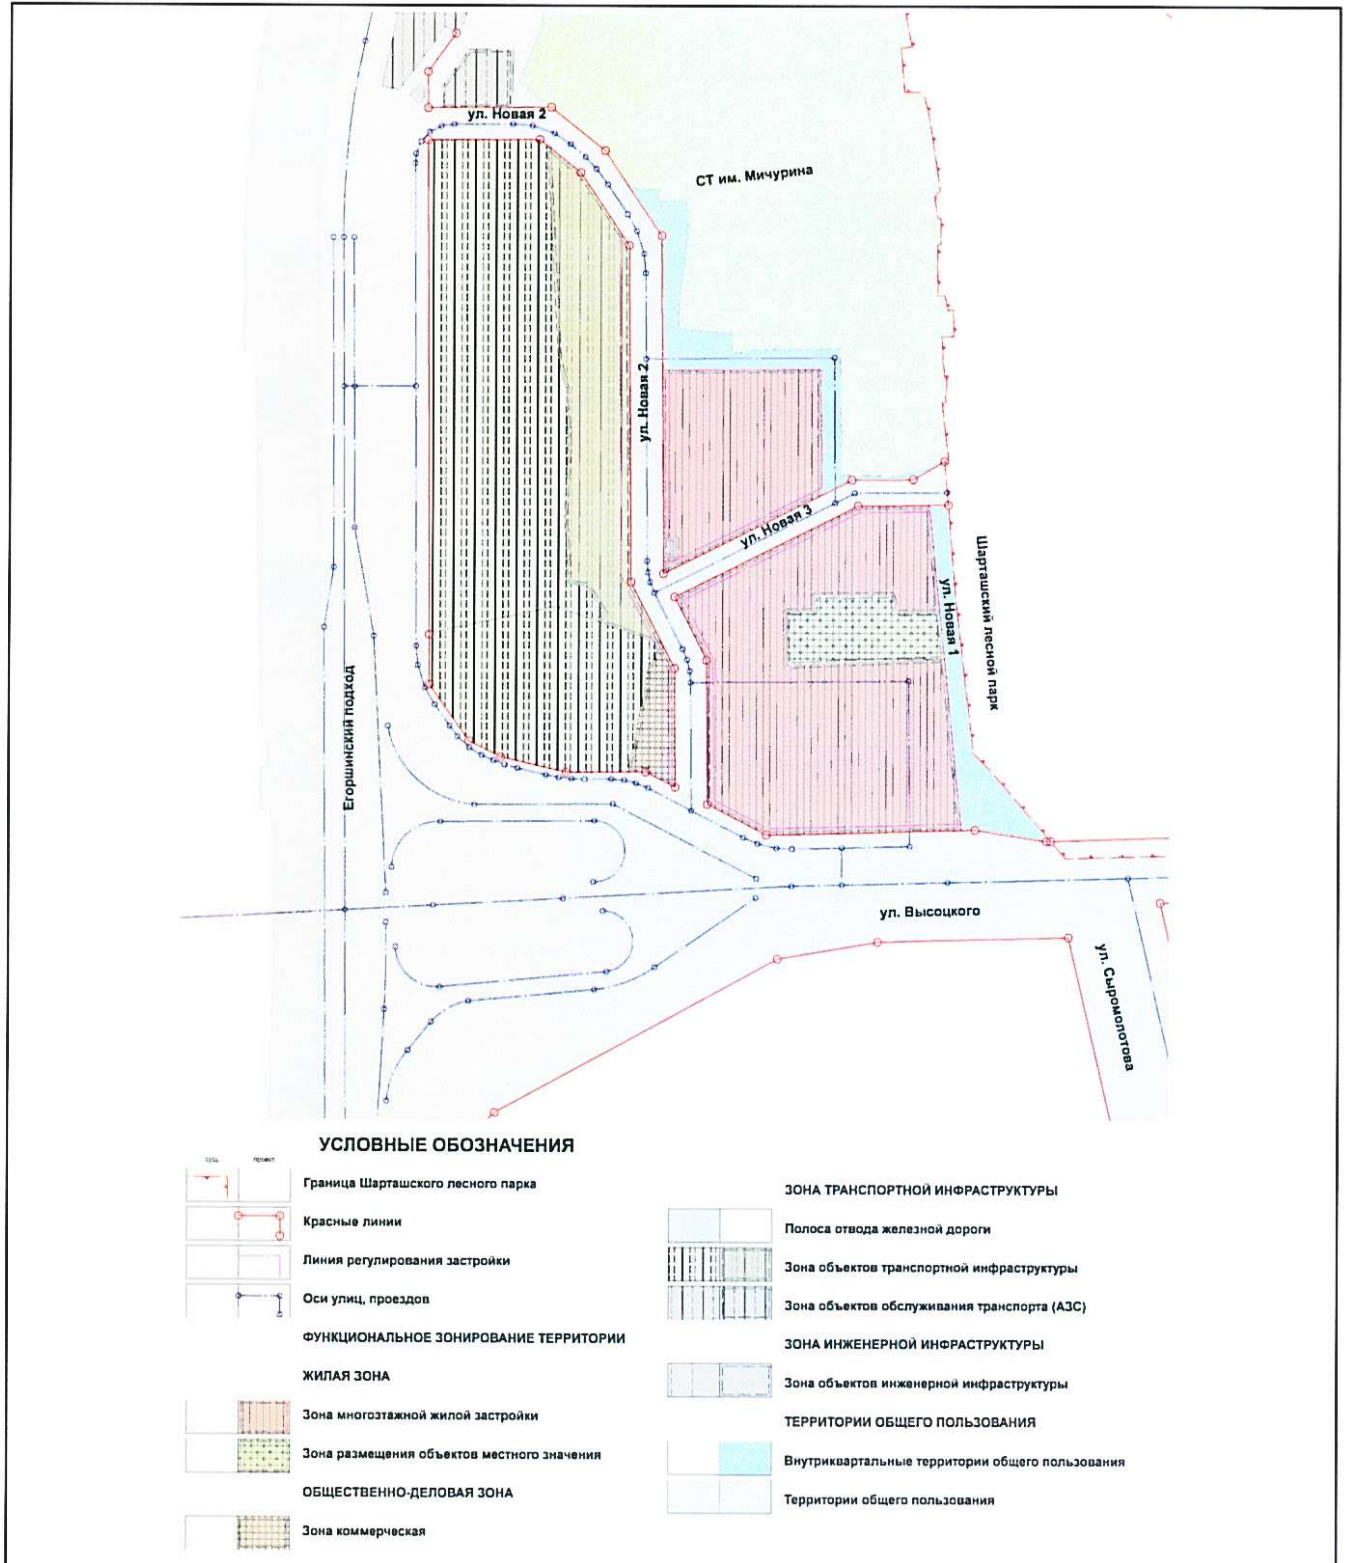 ул. Новая 2
СТ им. Мичурина
ул. Новая 2
ул. Новая 3
ул. Новая 1
Шарташский лесной парк
Егоршинский подход
ул. Высоцкого
ул. Сыромолотова
УСЛОВНЫЕ ОБОЗНАЧЕНИЯ
сущ. проект.
Граница Шарташского лесного парка
Красные линии
Линия регулирования застройки
Оси улиц, проездов
ФУНКЦИОНАЛЬНОЕ ЗОНИРОВАНИЕ ТЕРРИТОРИИ
ЖИЛАЯ ЗОНА
Зона многоэтажной жилой застройки
Зона размещения объектов местного значения
ОБЩЕСТВЕННО-ДЕЛОВАЯ ЗОНА
Зона коммерческая
ЗОНА ТРАНСПОРТНОЙ ИНФРАСТРУКТУРЫ
Полоса отвода железной дороги
Зона объектов транспортной инфраструктуры
Зона объектов обслуживания транспорта (АЗС)
ЗОНА ИНЖЕНЕРНОЙ ИНФРАСТРУКТУРЫ
Зона объектов инженерной инфраструктуры
ТЕРРИТОРИИ ОБЩЕГО ПОЛЬЗОВАНИЯ
Внутриквартальные территории общего пользования
Территории общего пользования